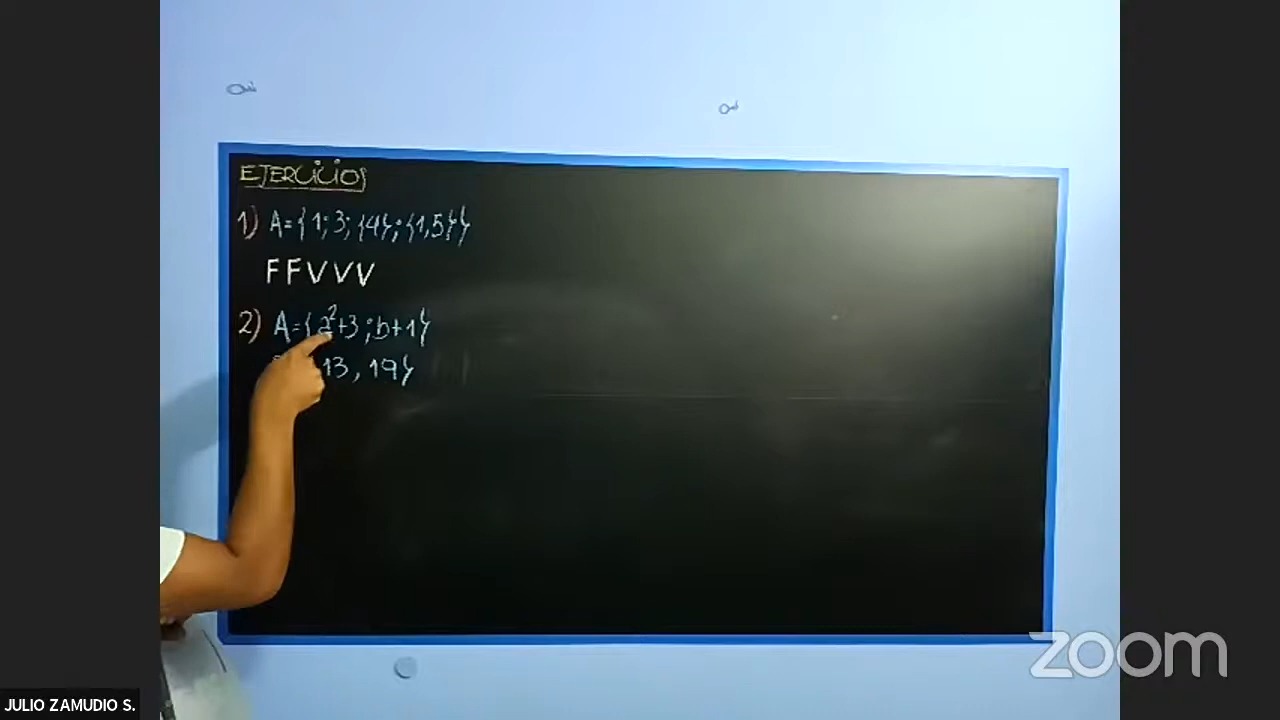 EJERCICIOS
1) A={1; 3; {4}; {1,5}}
FFVVV
2) A={a²+3 ; b+1}
13, 19}
zoom
JULIO ZAMUDIO S.